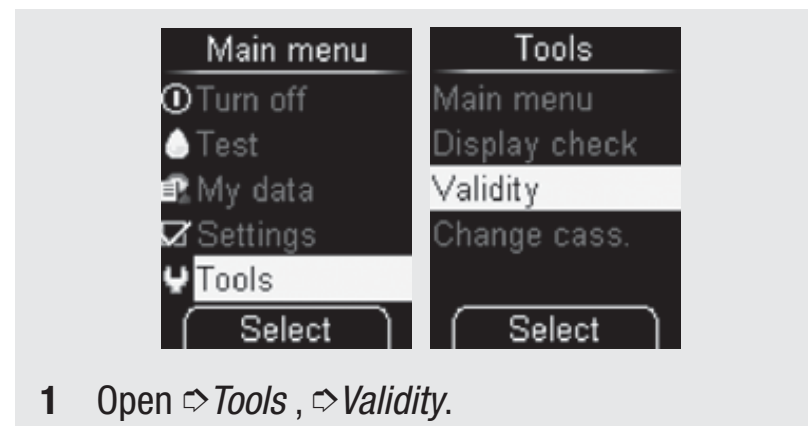 Main menu
Turn off
Test
My data
Settings
Tools
Select
Tools
Main menu
Display check
Validity
Change cass.
Select
1 Open ➪ Tools , ➪ Validity.